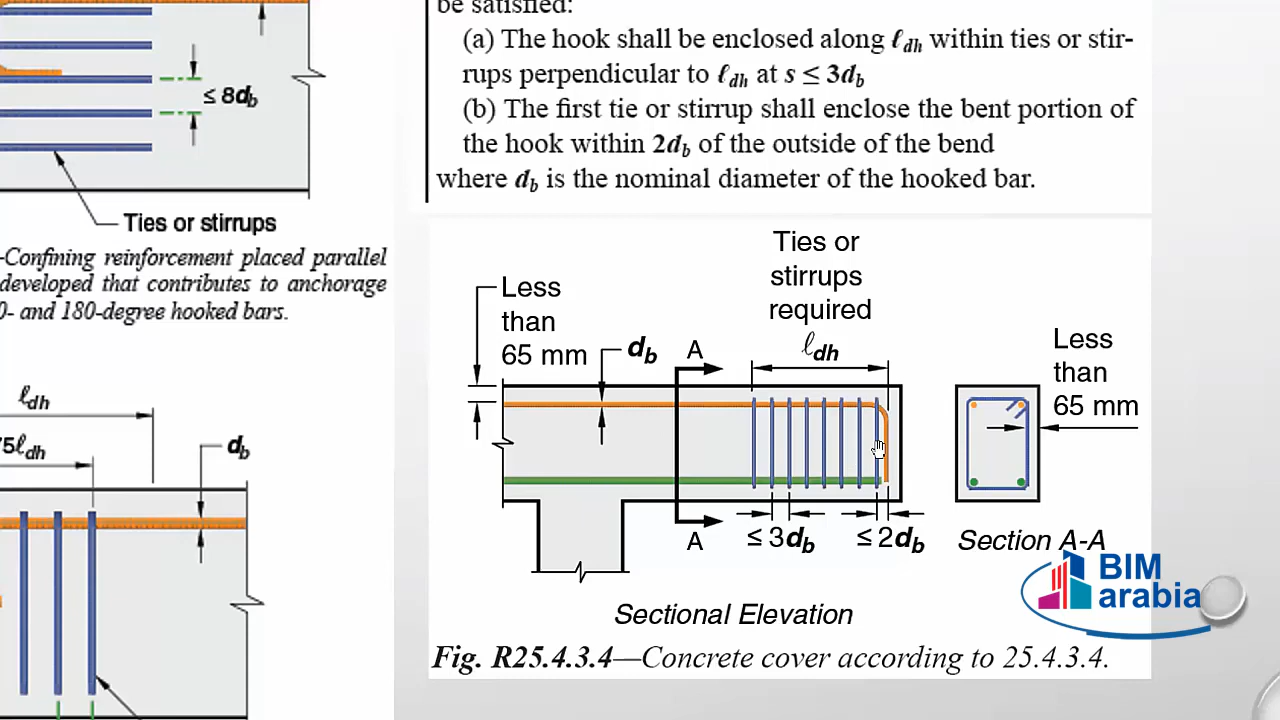 ≤ 8db
Ties or stirrups
-Confining reinforcement placed parallel
developed that contributes to anchorage
0- and 180-degree hooked bars.
ℓdh
75ℓdh
db
be satisfied:
(a) The hook shall be enclosed along ℓdh within ties or stir-
rups perpendicular to ℓdh at s ≤ 3db
(b) The first tie or stirrup shall enclose the bent portion of
the hook within 2db of the outside of the bend
where db is the nominal diameter of the hooked bar.
Less
than
65 mm
db
A
Ties or
stirrups
required
ℓdh
Less
than
65 mm
A
≤ 3db
≤ 2db
Section A-A
Sectional Elevation
BIM
arabia
Fig. R25.4.3.4—Concrete cover according to 25.4.3.4.